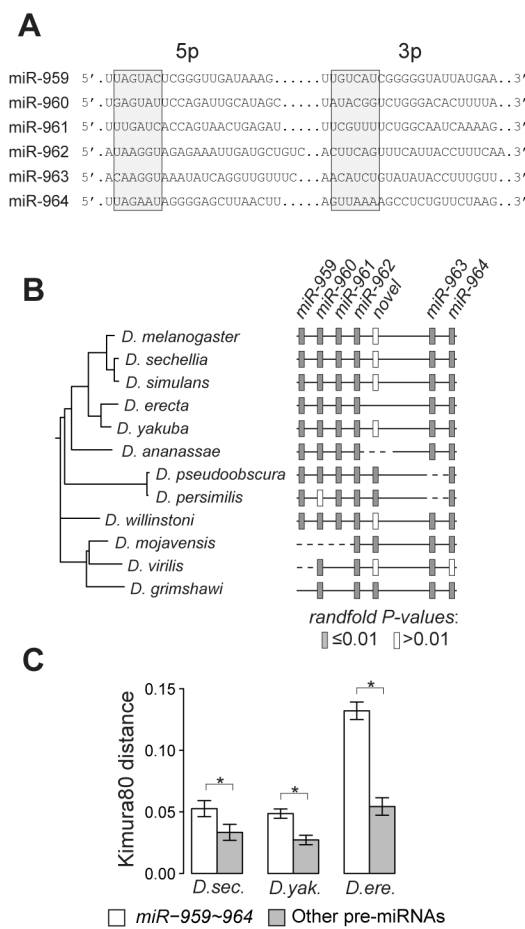 A
5p 3p
miR-959 5'.UUAGUACUCGGGUUGAUAAAG......UUGUCAUCGGGGGUAUUAUGAA..3'
miR-960 5'.UGAGUAUUCCAGAUUGCAUAGC.....UAUACGGUCUGGGACACUUUUA..3'
miR-961 5'.UUUGAUCACCAGUAACUGAGAU.....UUCGUUUUCUGGCAAUCAAAAG..3'
miR-962 5'.AUAAGGUAGAGAAAUUGAUGCUGUC..ACUUCAGUUUCAUUACCUUUCAA..3'
miR-963 5'.ACAAGGUAAAUAUCAGGUUGUUUC...AACAUCUGUAUAUACCUUUGUU..3'
miR-964 5'.UUAGAAUAGGGGAGCUUAACUU.....AGUUAAAAGCCUCUGUUCUAAG..3'
B
miR-959 miR-960 miR-961 miR-962 novel miR-963 miR-964
D. melanogaster
D. sechellia
D. simulans
D. erecta
D. yakuba
D. ananassae
D. pseudoobscura
D. persimilis
D. willinstoni
D. mojavensis
D. virilis
D. grimshawi
randfold P-values:
≤0.01 >0.01
C
Kimura80 distance
0.15
0.10
0.05
0.00
* * *
D.sec. D.yak. D.ere.
miR−959~964 Other pre-miRNAs